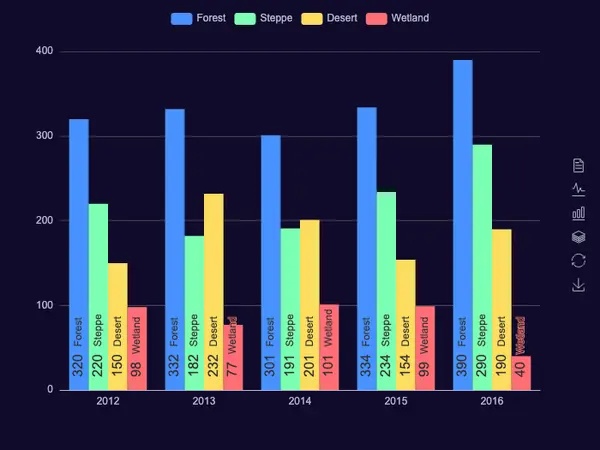 Forest Steppe Desert Wetland
400
300
200
100
0
320 Forest
220 Steppe
150 Desert
98 Wetland
332 Forest
182 Steppe
232 Desert
77 Wetland
301 Forest
191 Steppe
201 Desert
101 Wetland
334 Forest
234 Steppe
154 Desert
99 Wetland
390 Forest
290 Steppe
190 Desert
40 Wetland
2012 2013 2014 2015 2016